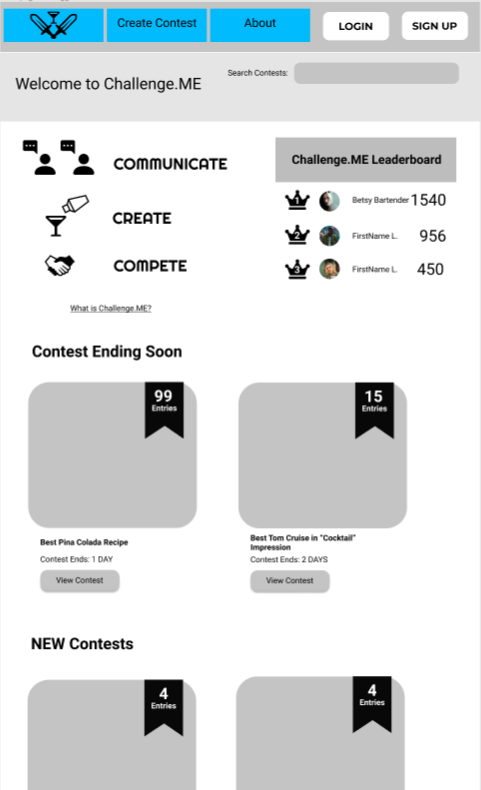 Create Contest
About
LOGIN
SIGN UP
Welcome to Challenge.ME
Search Contests:
COMMUNICATE
CREATE
COMPETE
What is Challenge.ME?
Challenge.ME Leaderboard
1
Betsy Bartender 1540
2
FirstName L. 956
3
FirstName L. 450
Contest Ending Soon
99
Entries
Best Pina Colada Recipe
Contest Ends: 1 DAY
View Contest
15
Entries
Best Tom Cruise in "Cocktail"
Impression
Contest Ends: 2 DAYS
View Contest
NEW Contests
4
Entries
4
Entries